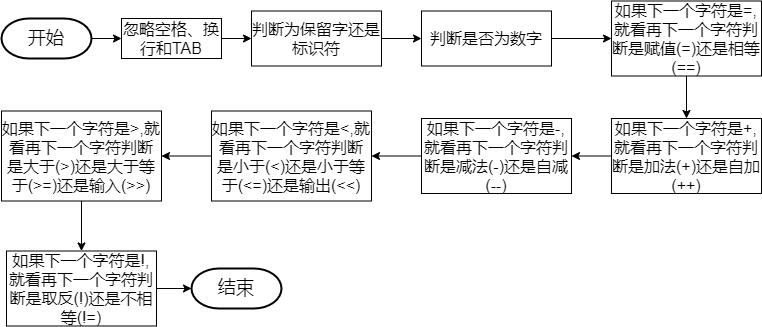 开始
忽略空格、换
行和TAB
判断为保留字还是
标识符
判断是否为数字
如果下一个字符是=,
就看再下一个字符判
断是赋值(=)还是相等
(==)
如果下一个字符是+,
就看再下一个字符判
断是加法(+)还是自加
(++)
如果下一个字符是-,
就看再下一个字符判
断是减法(-)还是自减
(--)
如果下一个字符是<,就
看再下一个字符判断
是小于(<)还是小于等
于(<=)还是输出(<<)
如果下一个字符是>,就
看再下一个字符判断
是大于(>)还是大于等
于(>=)还是输入(>>)
如果下一个字符是!,
就看再下一个字符判
断是取反(!)还是不相
等(!=)
结束